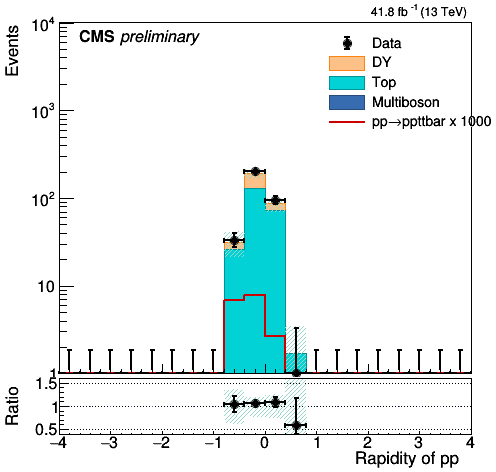 41.8 fb⁻¹ (13 TeV)
CMS preliminary
Events
10⁴
10³
10²
10
1
Data
DY
Top
Multiboson
pp→ppttbar x 1000
Ratio
1.5
1
0.5
−4 −3 −2 −1 0 1 2 3 4
Rapidity of pp